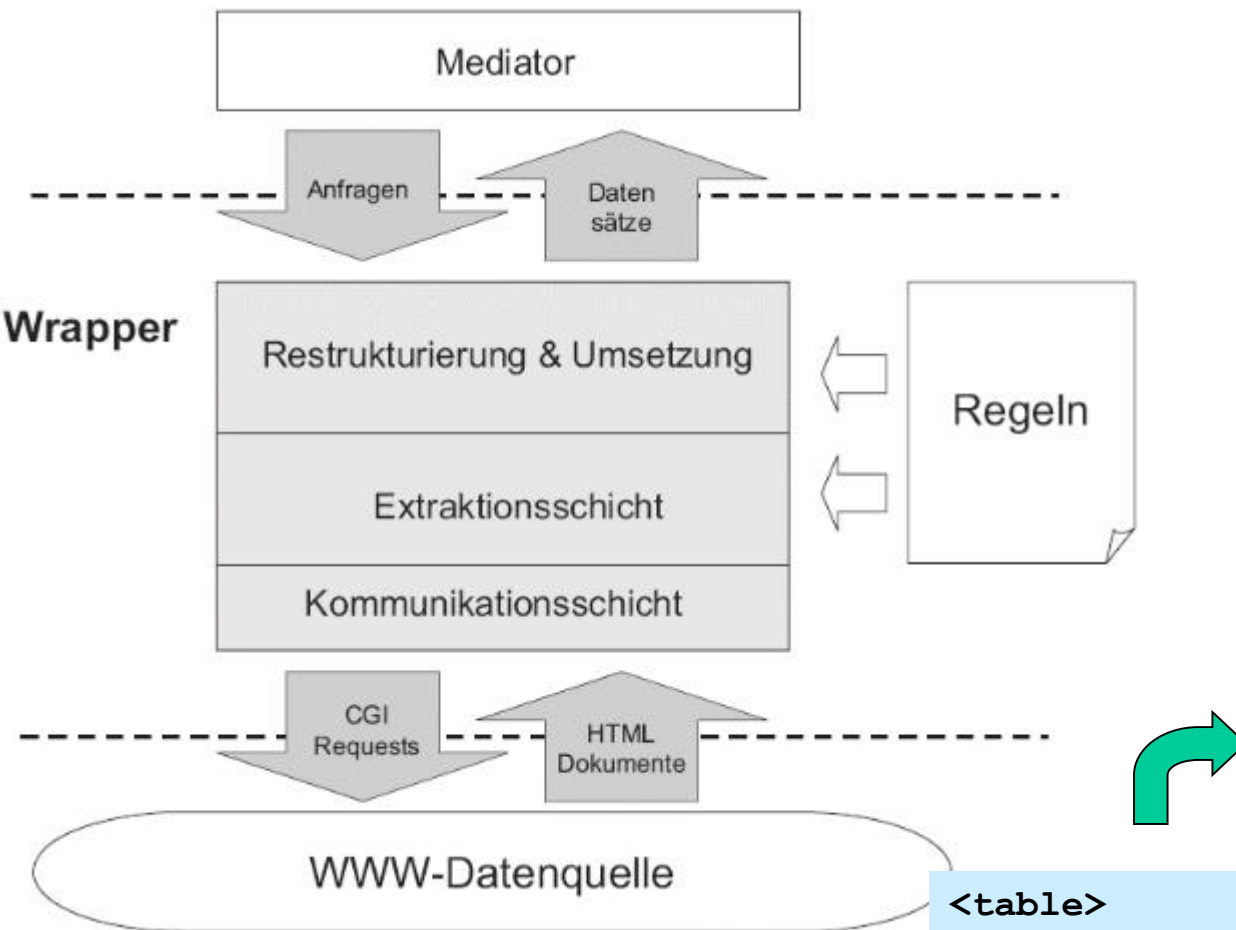 Mediator
Anfragen
Daten
sätze
Wrapper
Restrukturierung & Umsetzung
Regeln
Extraktionsschicht
Kommunikationsschicht
CGI
Requests
HTML
Dokumente
WWW-Datenquelle
<table>